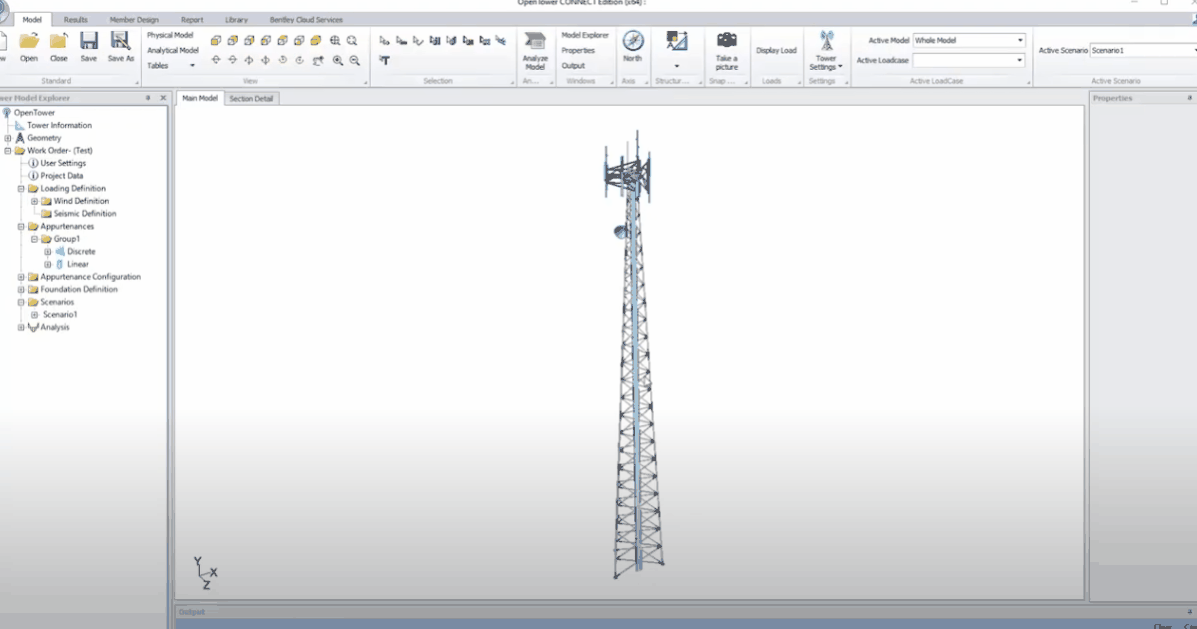 OpenTower CONNECT Edition (x64) :
Model Results Member Design Report Library Bentley Cloud Services
Open Close Save Save As
Standard
Physical Model
Analytical Model
Tables
View
Selection
Analyze Model
An...
Model Explorer
Properties
Output
Windows
North
Axis
Structur...
Take a picture
Snap ...
Display Load
Loads
Tower Settings
Settings
Active Model Whole Model
Active Loadcase
Active LoadCase
Active Scenario Scenario1
Active Scenario
Model Explorer
OpenTower
Tower Information
Geometry
Work Order- (Test)
User Settings
Project Data
Loading Definition
Wind Definition
Seismic Definition
Appurtenances
Group1
Discrete
Linear
Appurtenance Configuration
Foundation Definition
Scenarios
Scenario1
Analysis
Main Model Section Detail
Y
X
Z
Properties
Output
Clear